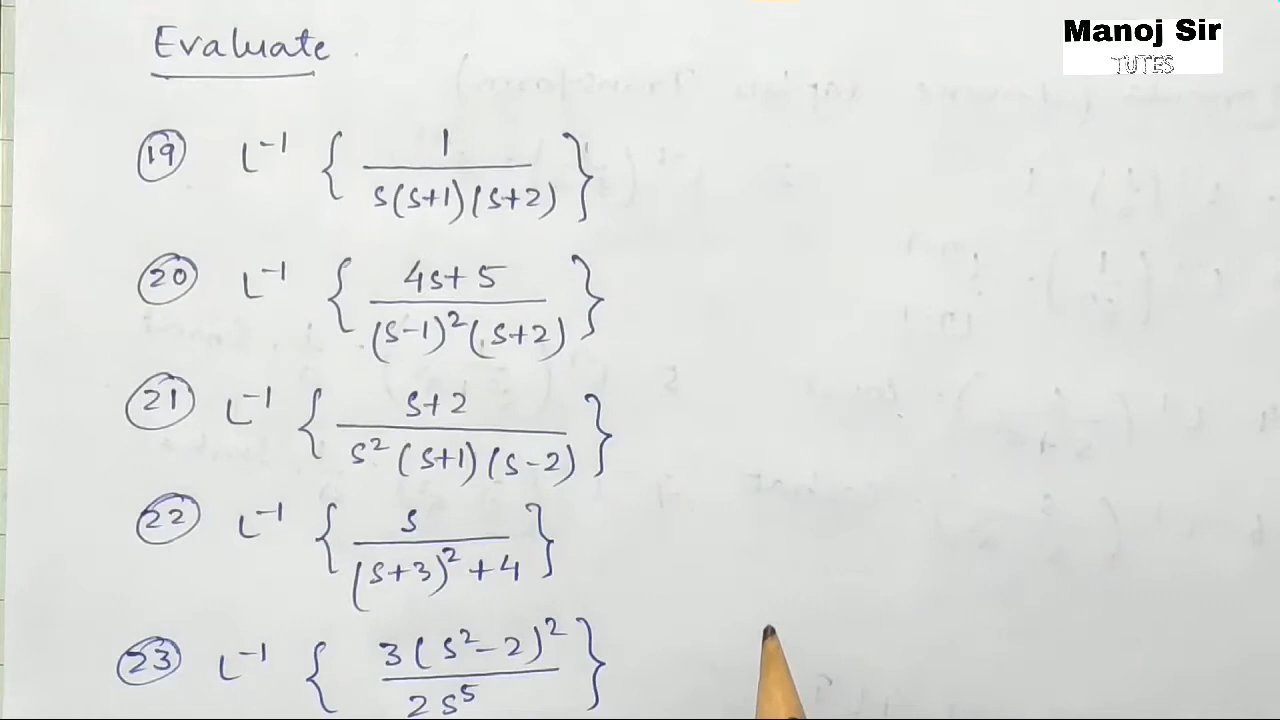 Manoj Sir
TUTES
Evaluate
19 L⁻¹ { 1 / s(s+1)(s+2) }
20 L⁻¹ { 4s+5 / (s-1)²(s+2) }
21 L⁻¹ { s+2 / s²(s+1)(s-2) }
22 L⁻¹ { s / (s+3)²+4 }
23 L⁻¹ { 3(s²-2)² / 2s⁵ }